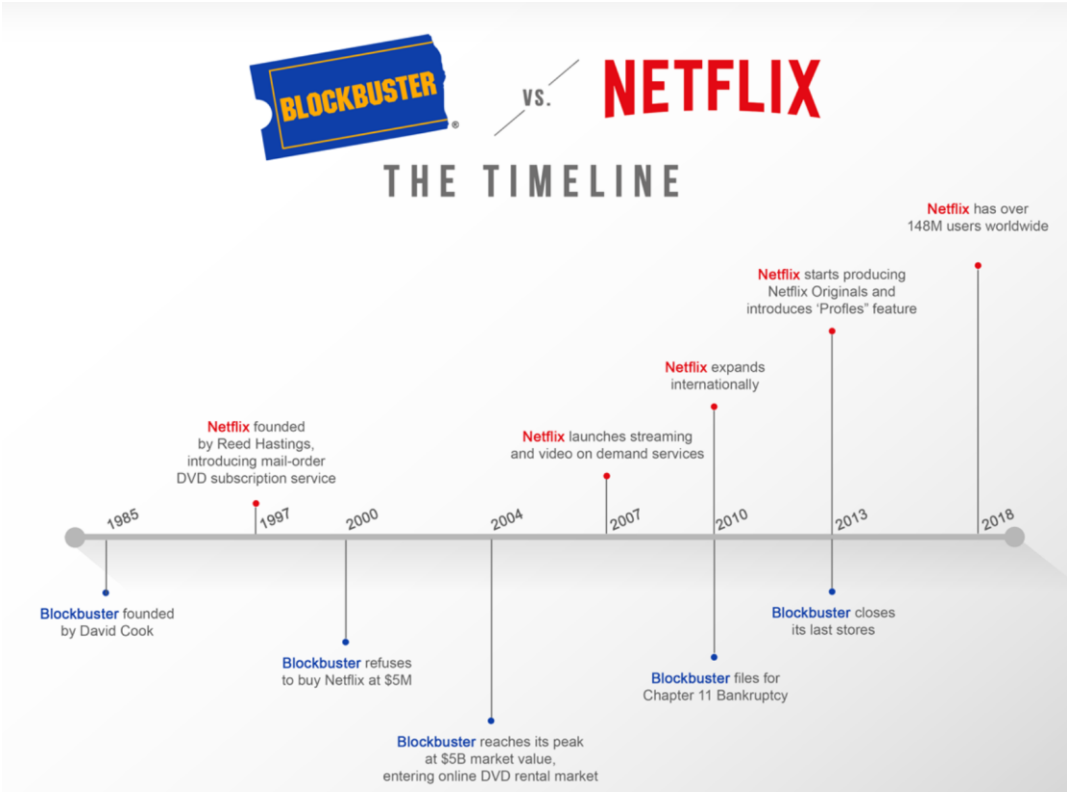 BLOCKBUSTER
®
VS.
NETFLIX
THE TIMELINE
Netflix has over
148M users worldwide
Netflix starts producing
Netflix Originals and
introduces ‘Profles” feature
Netflix expands
internationally
Netflix founded
by Reed Hastings,
introducing mail-order
DVD subscription service
Netflix launches streaming
and video on demand services
1985
1997
2000
2004
2007
2010
2013
2018
Blockbuster founded
by David Cook
Blockbuster refuses
to buy Netflix at $5M
Blockbuster reaches its peak
at $5B market value,
entering online DVD rental market
Blockbuster files for
Chapter 11 Bankruptcy
Blockbuster closes
its last stores